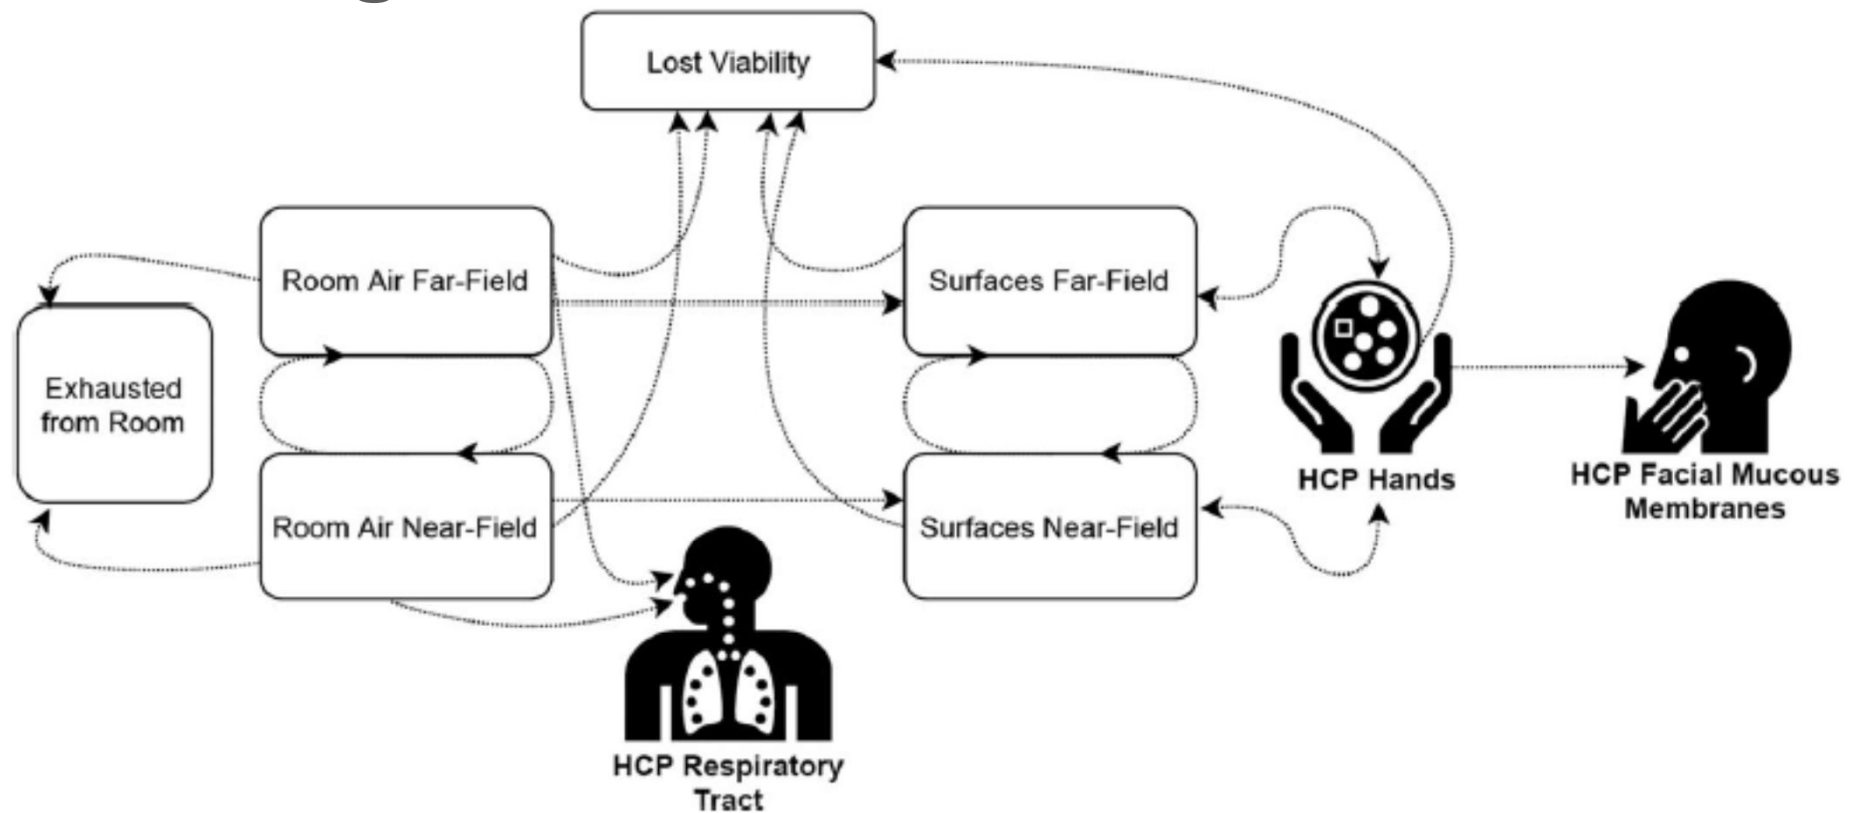 Lost Viability
Room Air Far-Field
Surfaces Far-Field
Exhausted
from Room
Room Air Near-Field
Surfaces Near-Field
HCP Hands
HCP Facial Mucous
Membranes
HCP Respiratory
Tract